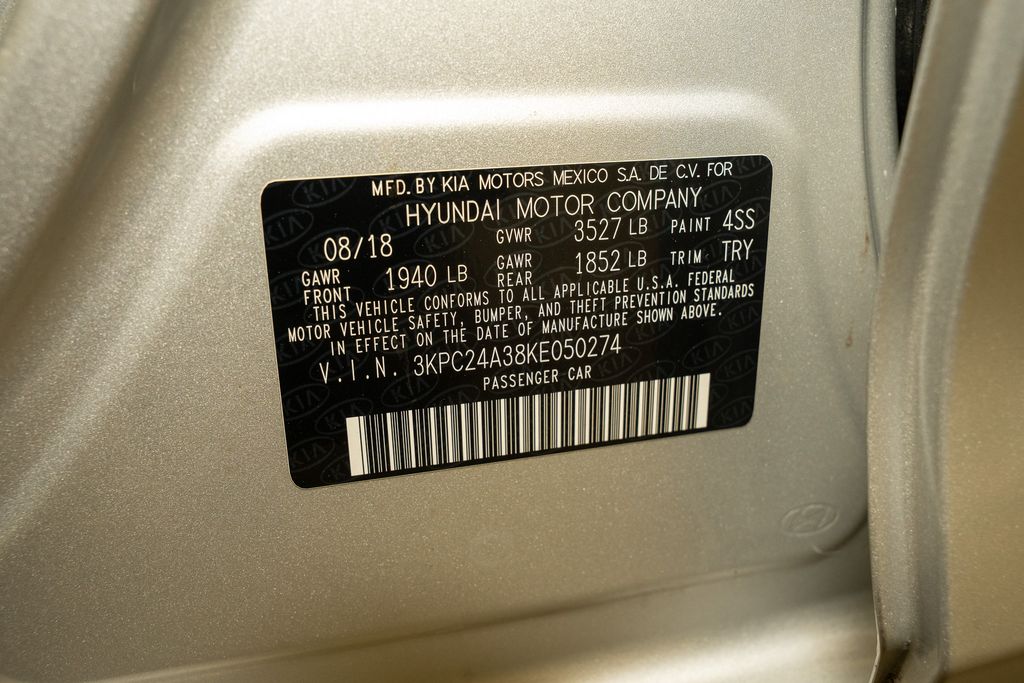 MFD. BY KIA MOTORS MEXICO S.A. DE C.V. FOR
HYUNDAI MOTOR COMPANY
08/18 GVWR 3527 LB PAINT 4SS
GAWR FRONT 1940 LB GAWR REAR 1852 LB TRIM TRY
THIS VEHICLE CONFORMS TO ALL APPLICABLE U.S.A. FEDERAL
MOTOR VEHICLE SAFETY, BUMPER, AND THEFT PREVENTION STANDARDS
IN EFFECT ON THE DATE OF MANUFACTURE SHOWN ABOVE.
V.I.N. 3KPC24A38KE050274
PASSENGER CAR